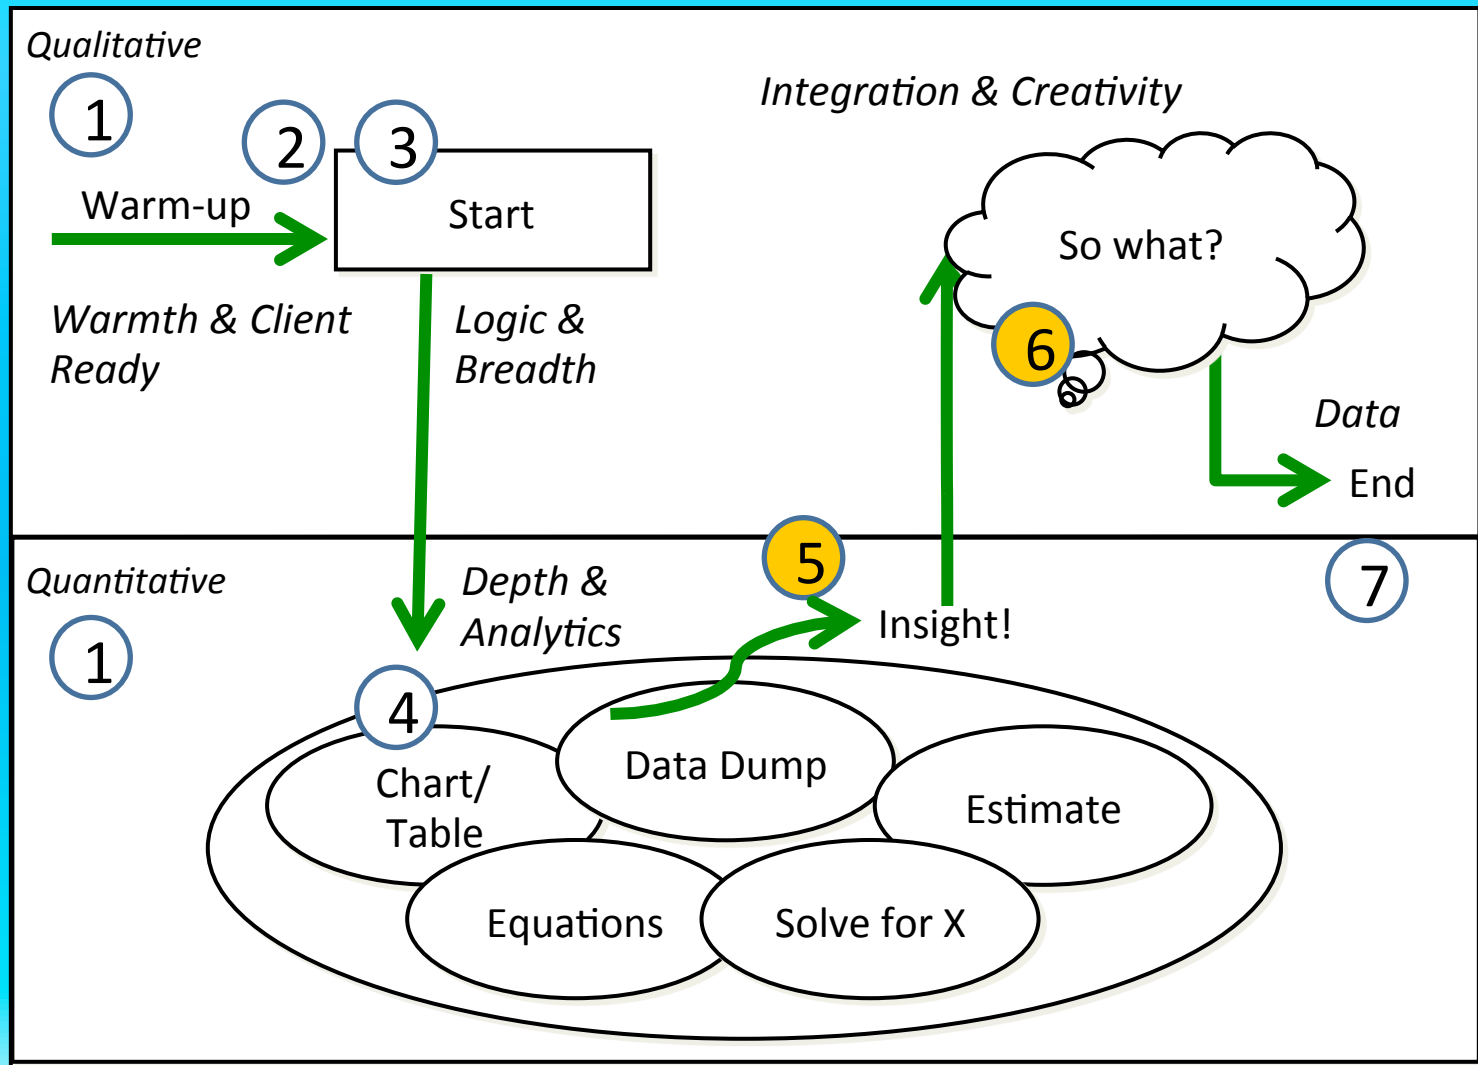 Qualitative
1
2
3
Warm-up
Start
Warmth & Client
Ready
Logic &
Breadth
Integration & Creativity
So what?
6
Data
End
Quantitative
1
Depth &
Analytics
5
Insight!
7
4
Chart/
Table
Data Dump
Estimate
Equations
Solve for X